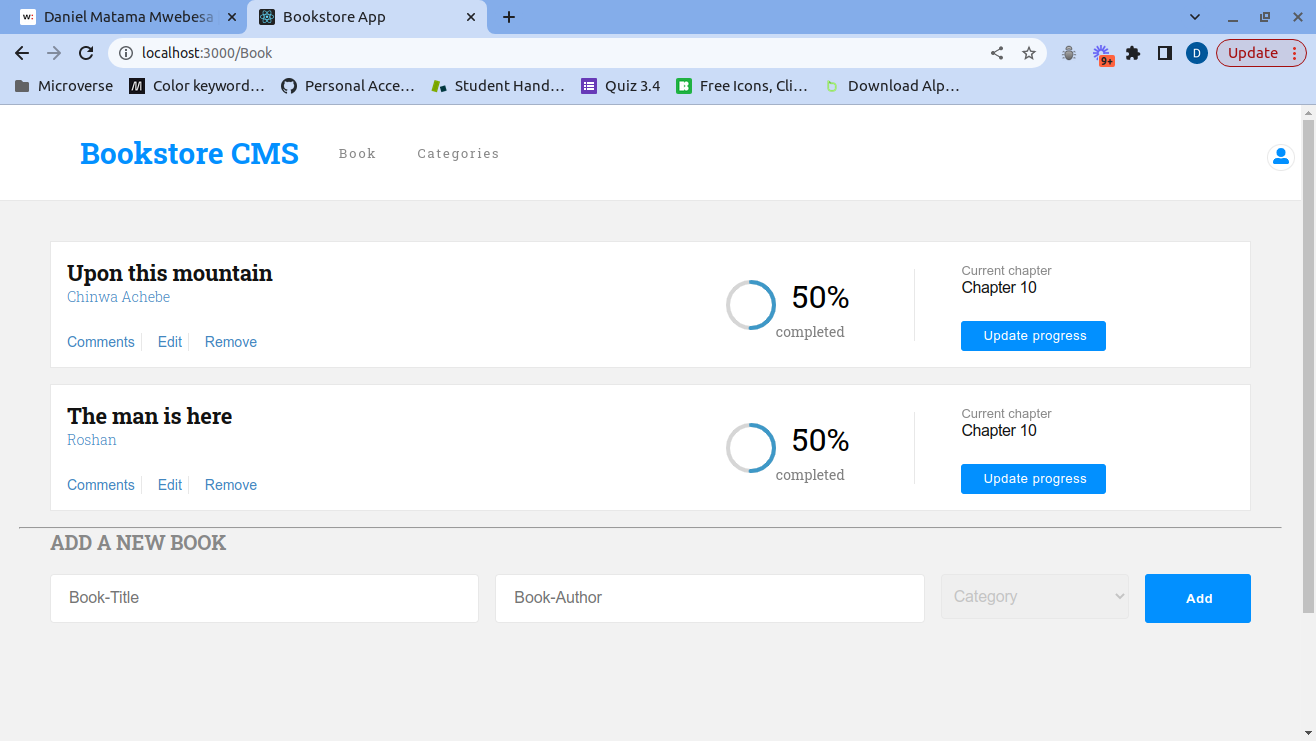 Daniel Matama Mwebesa
Bookstore App
localhost:3000/Book
9+
D
Update
Microverse
Color keyword…
Personal Acce…
Student Hand…
Quiz 3.4
Free Icons, Cli…
Download Alp…
Bookstore CMS
Book
Categories
Upon this mountain
Chinwa Achebe
Comments
Edit
Remove
50%
completed
Current chapter
Chapter 10
Update progress
The man is here
Roshan
Comments
Edit
Remove
50%
completed
Current chapter
Chapter 10
Update progress
ADD A NEW BOOK
Book-Title
Book-Author
Category
Add